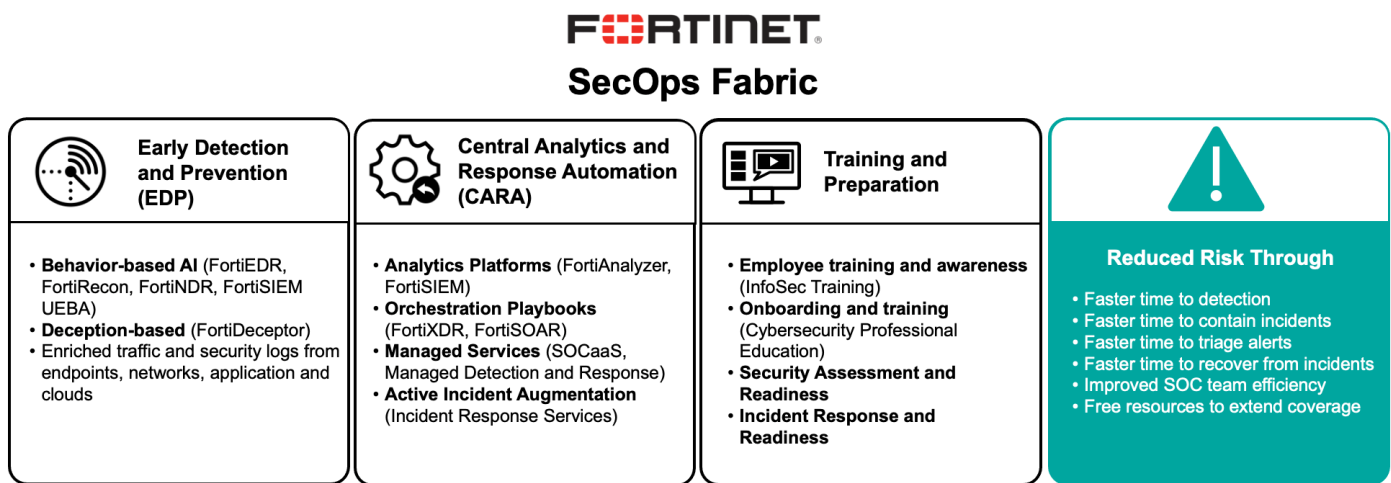 FORTINET®
SecOps Fabric
Early Detection
and Prevention
(EDP)
• Behavior-based AI (FortiEDR,
FortiRecon, FortiNDR, FortiSIEM
UEBA)
• Deception-based (FortiDeceptor)
• Enriched traffic and security logs from
endpoints, networks, application and
clouds
Central Analytics and
Response Automation
(CARA)
• Analytics Platforms (FortiAnalyzer,
FortiSIEM)
• Orchestration Playbooks
(FortiXDR, FortiSOAR)
• Managed Services (SOCaaS,
Managed Detection and Response)
• Active Incident Augmentation
(Incident Response Services)
Training and
Preparation
• Employee training and awareness
(InfoSec Training)
• Onboarding and training
(Cybersecurity Professional
Education)
• Security Assessment and
Readiness
• Incident Response and
Readiness
Reduced Risk Through
• Faster time to detection
• Faster time to contain incidents
• Faster time to triage alerts
• Faster time to recover from incidents
• Improved SOC team efficiency
• Free resources to extend coverage